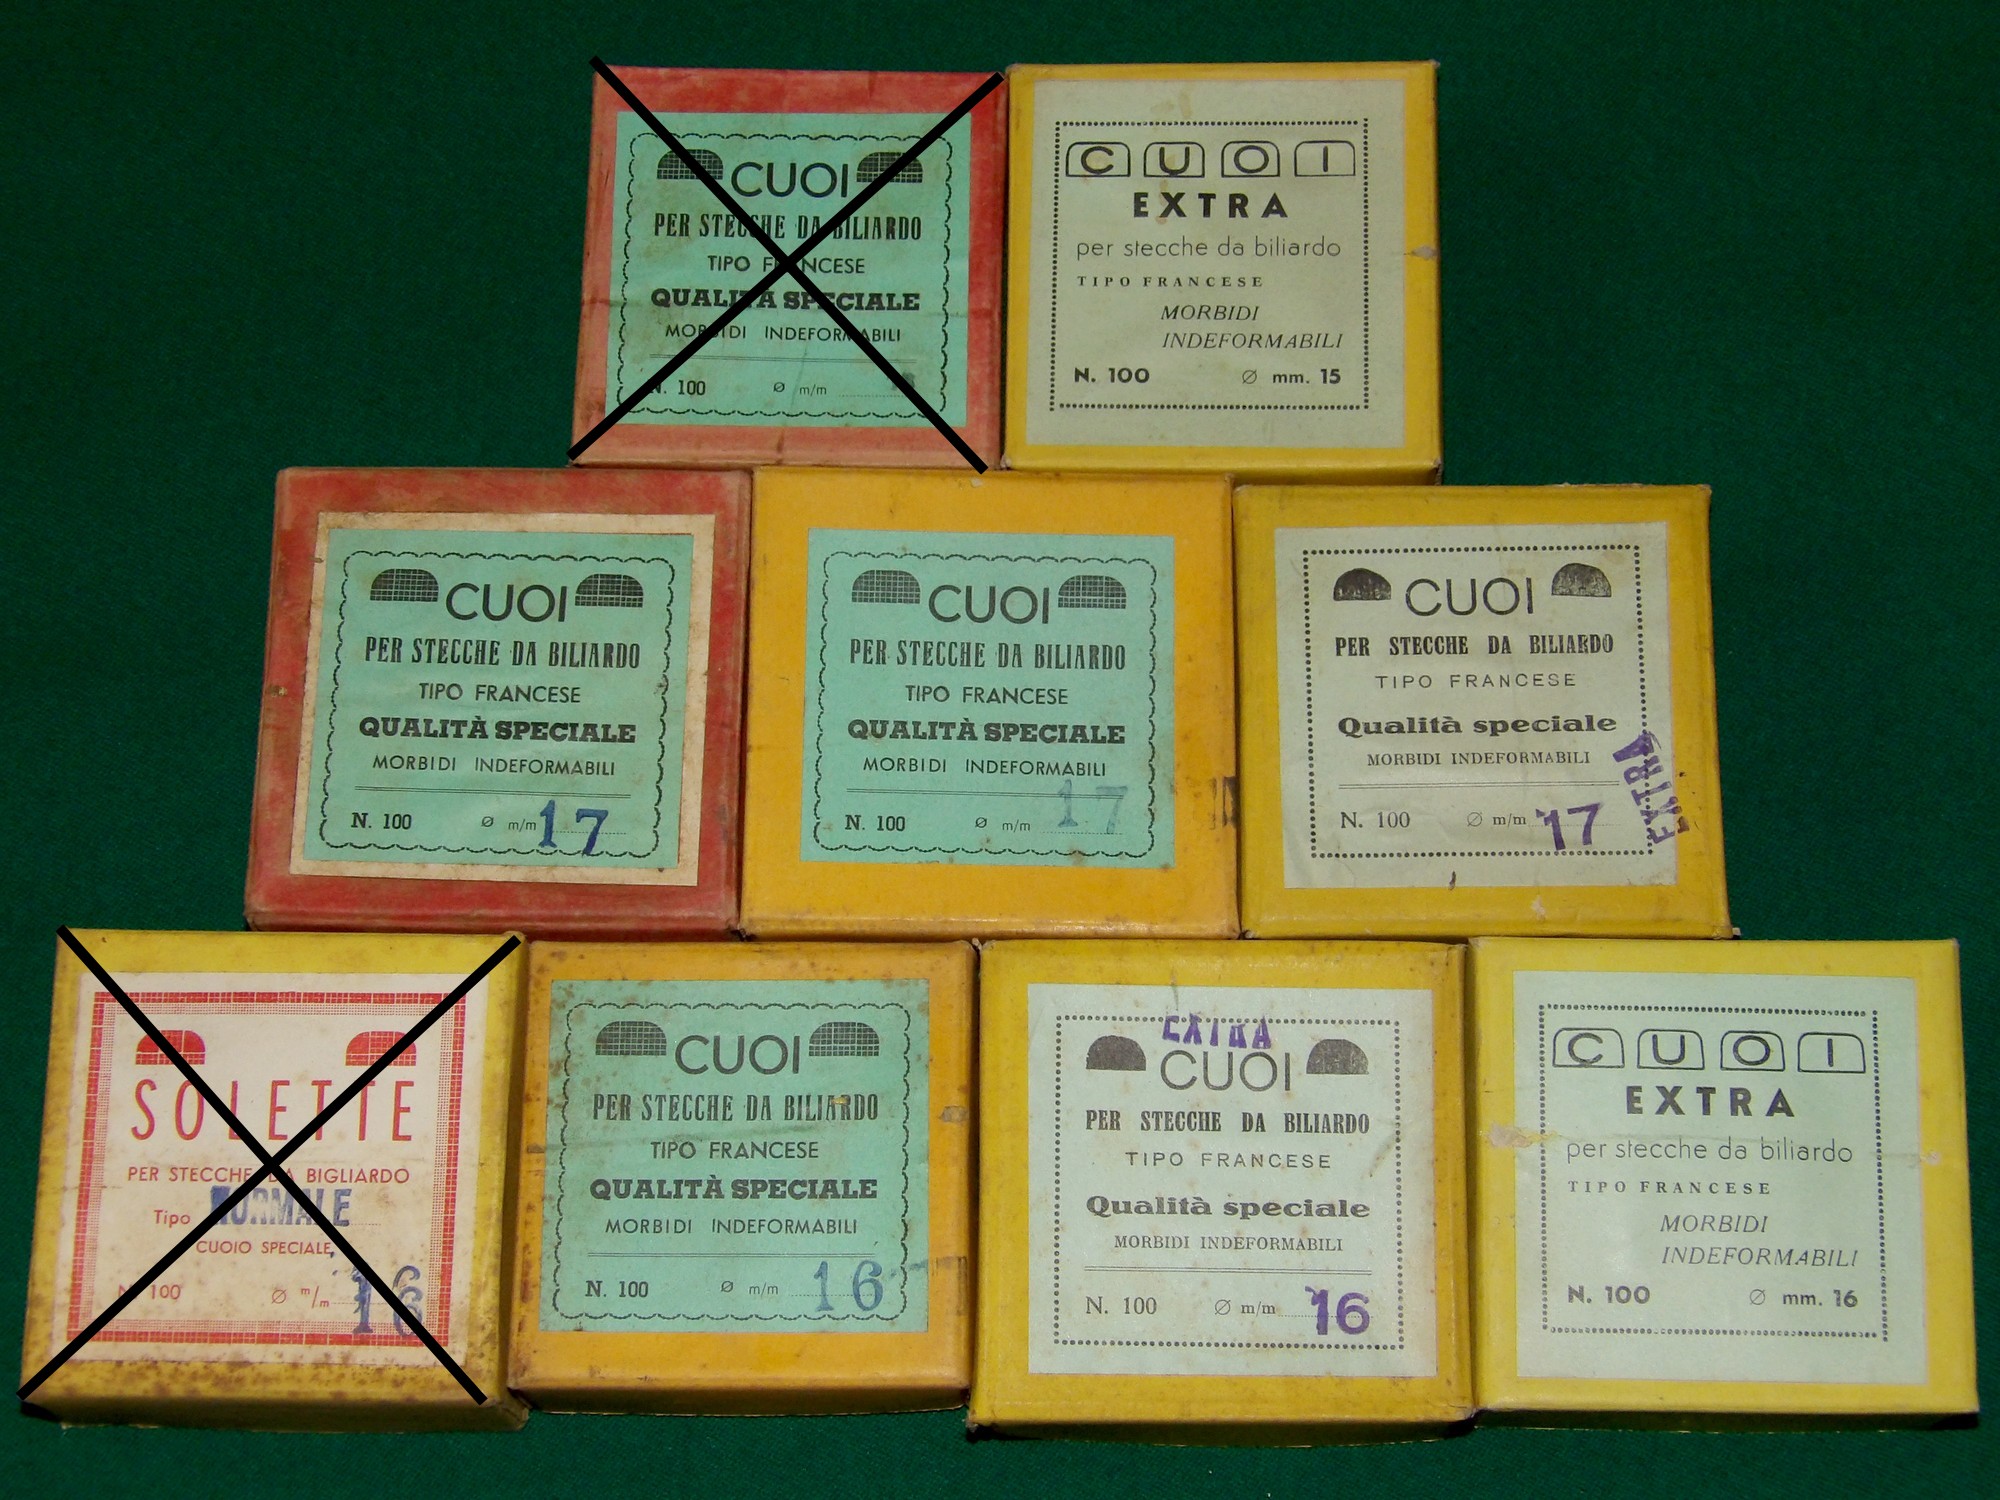 CUOI
PER STECCHE DA BILIARDO
TIPO FRANCESE
QUALITÀ SPECIALE
MORBIDI INDEFORMABILI
N. 100 Ø m/m
CUOI
EXTRA
per stecche da biliardo
TIPO FRANCESE
MORBIDI
INDEFORMABILI
N. 100 Ø mm. 15
CUOI
PER STECCHE DA BILIARDO
TIPO FRANCESE
QUALITÀ SPECIALE
MORBIDI INDEFORMABILI
N. 100 Ø m/m 17
CUOI
PER STECCHE DA BILIARDO
TIPO FRANCESE
QUALITÀ SPECIALE
MORBIDI INDEFORMABILI
N. 100 Ø m/m 17
CUOI
PER STECCHE DA BILIARDO
TIPO FRANCESE
Qualità speciale
MORBIDI INDEFORMABILI
N. 100 Ø m/m 17
EXTRA
SOLETTE
PER STECCHE DA BIGLIARDO
Tipo NORMALE
CUOIO SPECIALE
N. 100 Ø m/m 16
CUOI
PER STECCHE DA BILIARDO
TIPO FRANCESE
QUALITÀ SPECIALE
MORBIDI INDEFORMABILI
N. 100 Ø m/m 16
EXTRA
CUOI
PER STECCHE DA BILIARDO
TIPO FRANCESE
Qualità speciale
MORBIDI INDEFORMABILI
N. 100 Ø m/m 16
CUOI
EXTRA
per stecche da biliardo
TIPO FRANCESE
MORBIDI
INDEFORMABILI
N. 100 Ø mm. 16